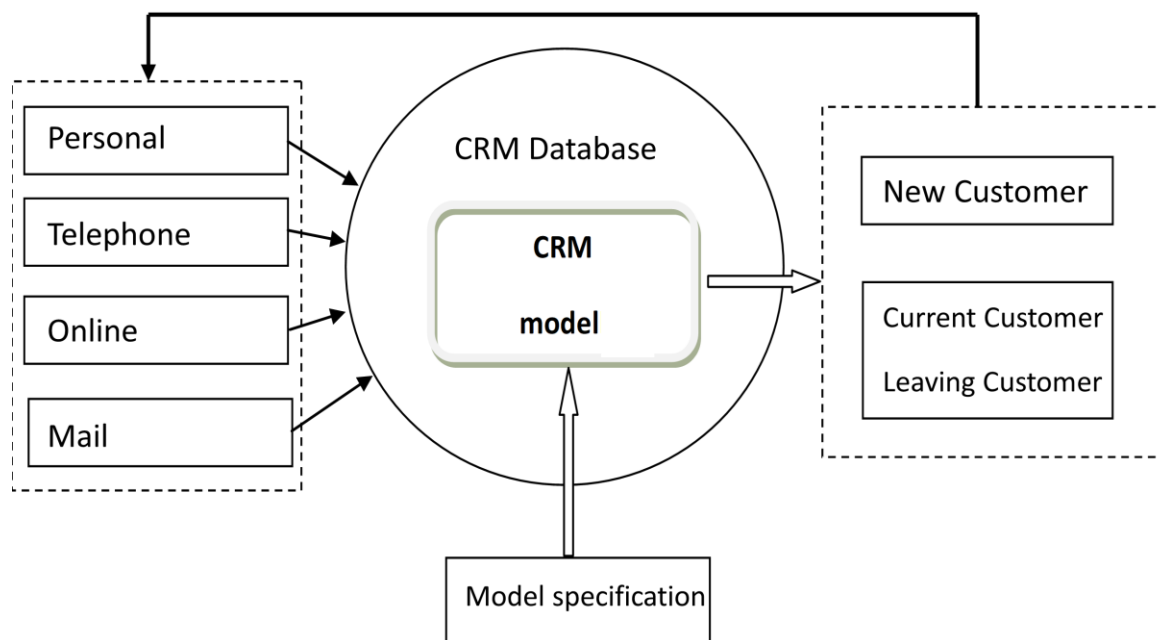 Personal
Telephone
Online
Mail
CRM Database
CRM
model
New Customer
Current Customer
Leaving Customer
Model specification